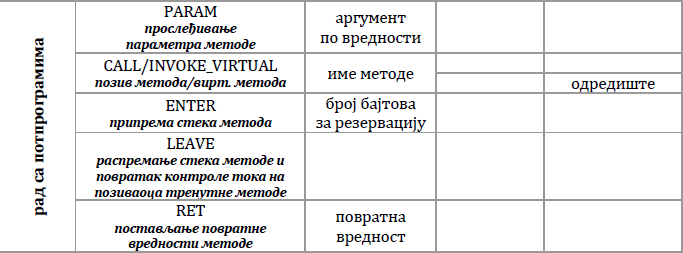 рад са потпрограмима
PARAM
прослеђивање
параметра методе
аргумент
по вредности
CALL/INVOKE_VIRTUAL
позив метода/вирт. метода
име методе
одредиште
ENTER
припрема стека метода
број бајтова
за резервацију
LEAVE
распремање стека методе и
повратак контроле тока на
позиваоца тренутне методе
RET
постављање повратне
вредности методе
повратна
вредност